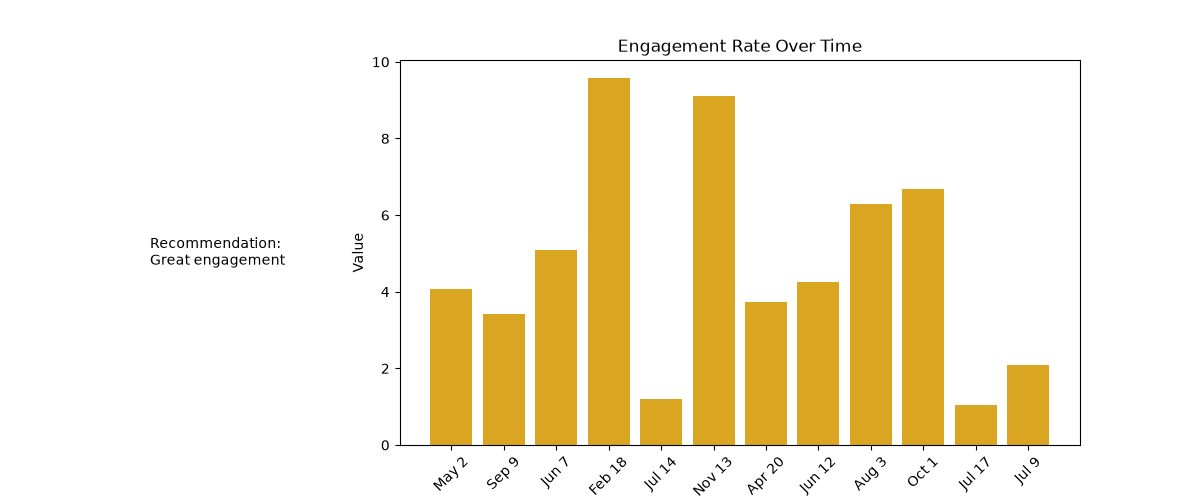 Engagement Rate Over Time
Recommendation:
Great engagement
Value
10
8
6
4
2
0
May 2
Sep 9
Jun 7
Feb 18
Jul 14
Nov 13
Apr 20
Jun 12
Aug 3
Oct 1
Jul 17
Jul 9